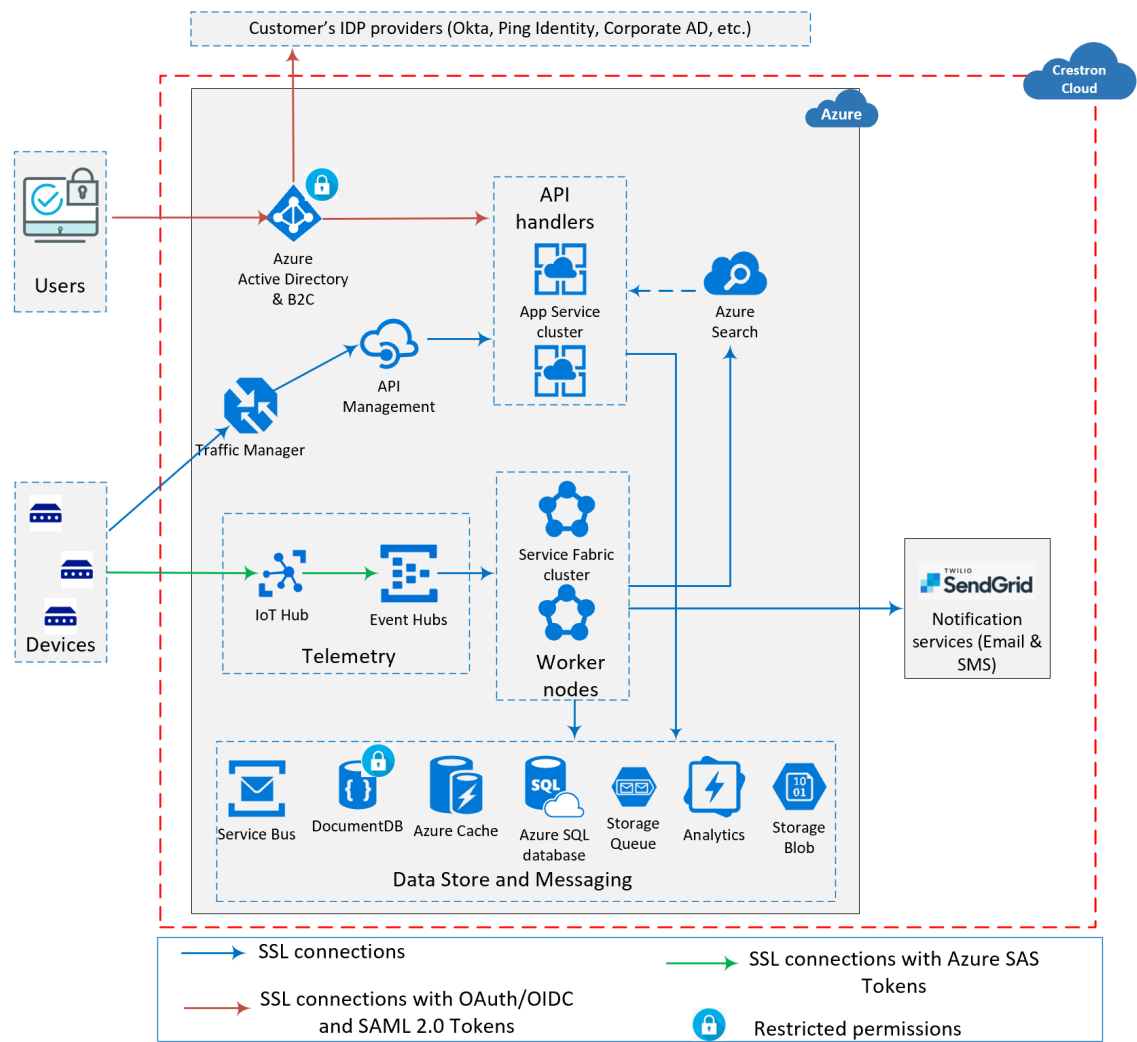 Customer's IDP providers (Okta, Ping Identity, Corporate AD, etc.)
Crestron
Cloud
Azure
Users
Azure
Active Directory
& B2C
API
handlers
App Service
cluster
Azure
Search
API
Management
Traffic Manager
Devices
IoT Hub
Event Hubs
Telemetry
Service Fabric
cluster
Worker
nodes
TWILIO
SendGrid
Notification
services (Email &
SMS)
Service Bus
{ }
DocumentDB
Azure Cache
SQL
Azure SQL
database
Storage
Queue
Analytics
10
01
Storage
Blob
Data Store and Messaging
SSL connections
SSL connections with Azure SAS
Tokens
SSL connections with OAuth/OIDC
and SAML 2.0 Tokens
Restricted permissions